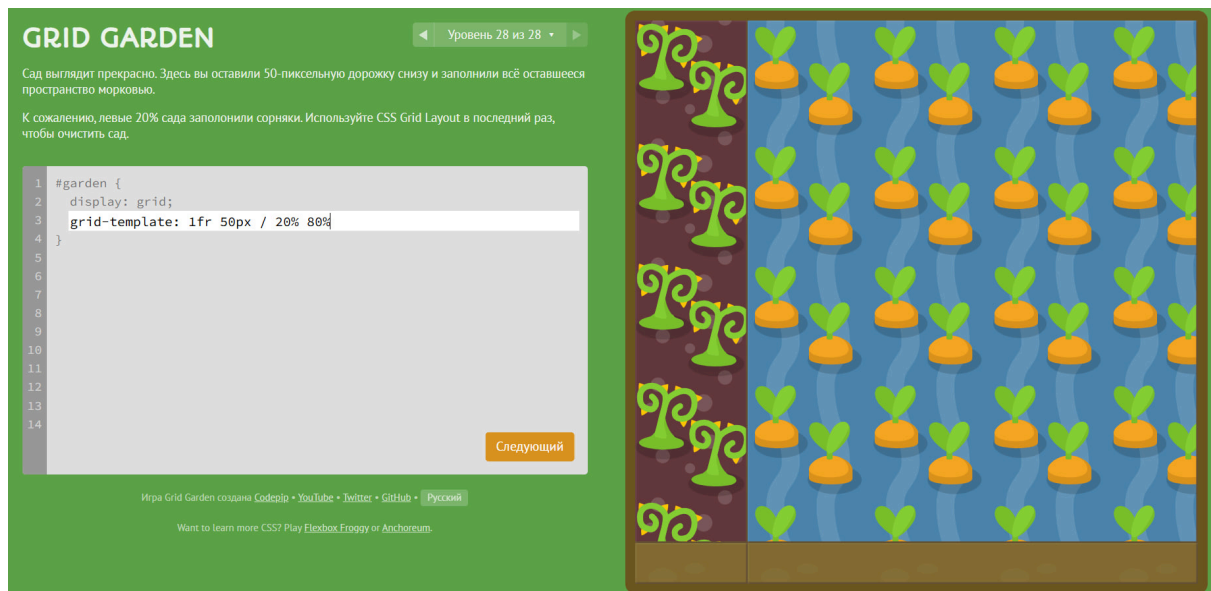 GRID GARDEN
Уровень 28 из 28
Сад выглядит прекрасно. Здесь вы оставили 50-пиксельную дорожку снизу и заполнили всё оставшееся
пространство морковью.
К сожалению, левые 20% сада заполонили сорняки. Используйте CSS Grid Layout в последний раз,
чтобы очистить сад.
1 #garden {
2 display: grid;
3 grid-template: 1fr 50px / 20% 80%
4 }
5
6
7
8
9
10
11
12
13
14
Следующий
Игра Grid Garden создана Codepip • YouTube • Twitter • GitHub • Русский
Want to learn more CSS? Play Flexbox Froggy or Anchoreum.